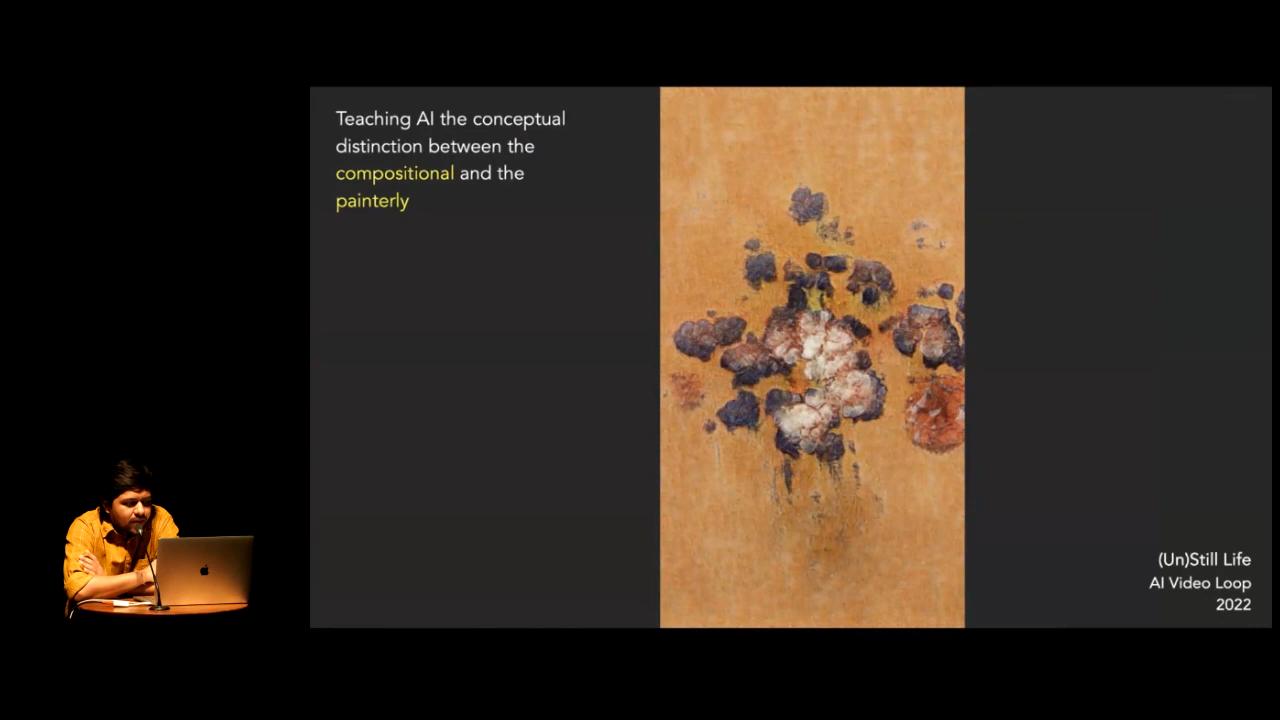 Teaching AI the conceptual
distinction between the
compositional and the
painterly
(Un)Still Life
AI Video Loop
2022